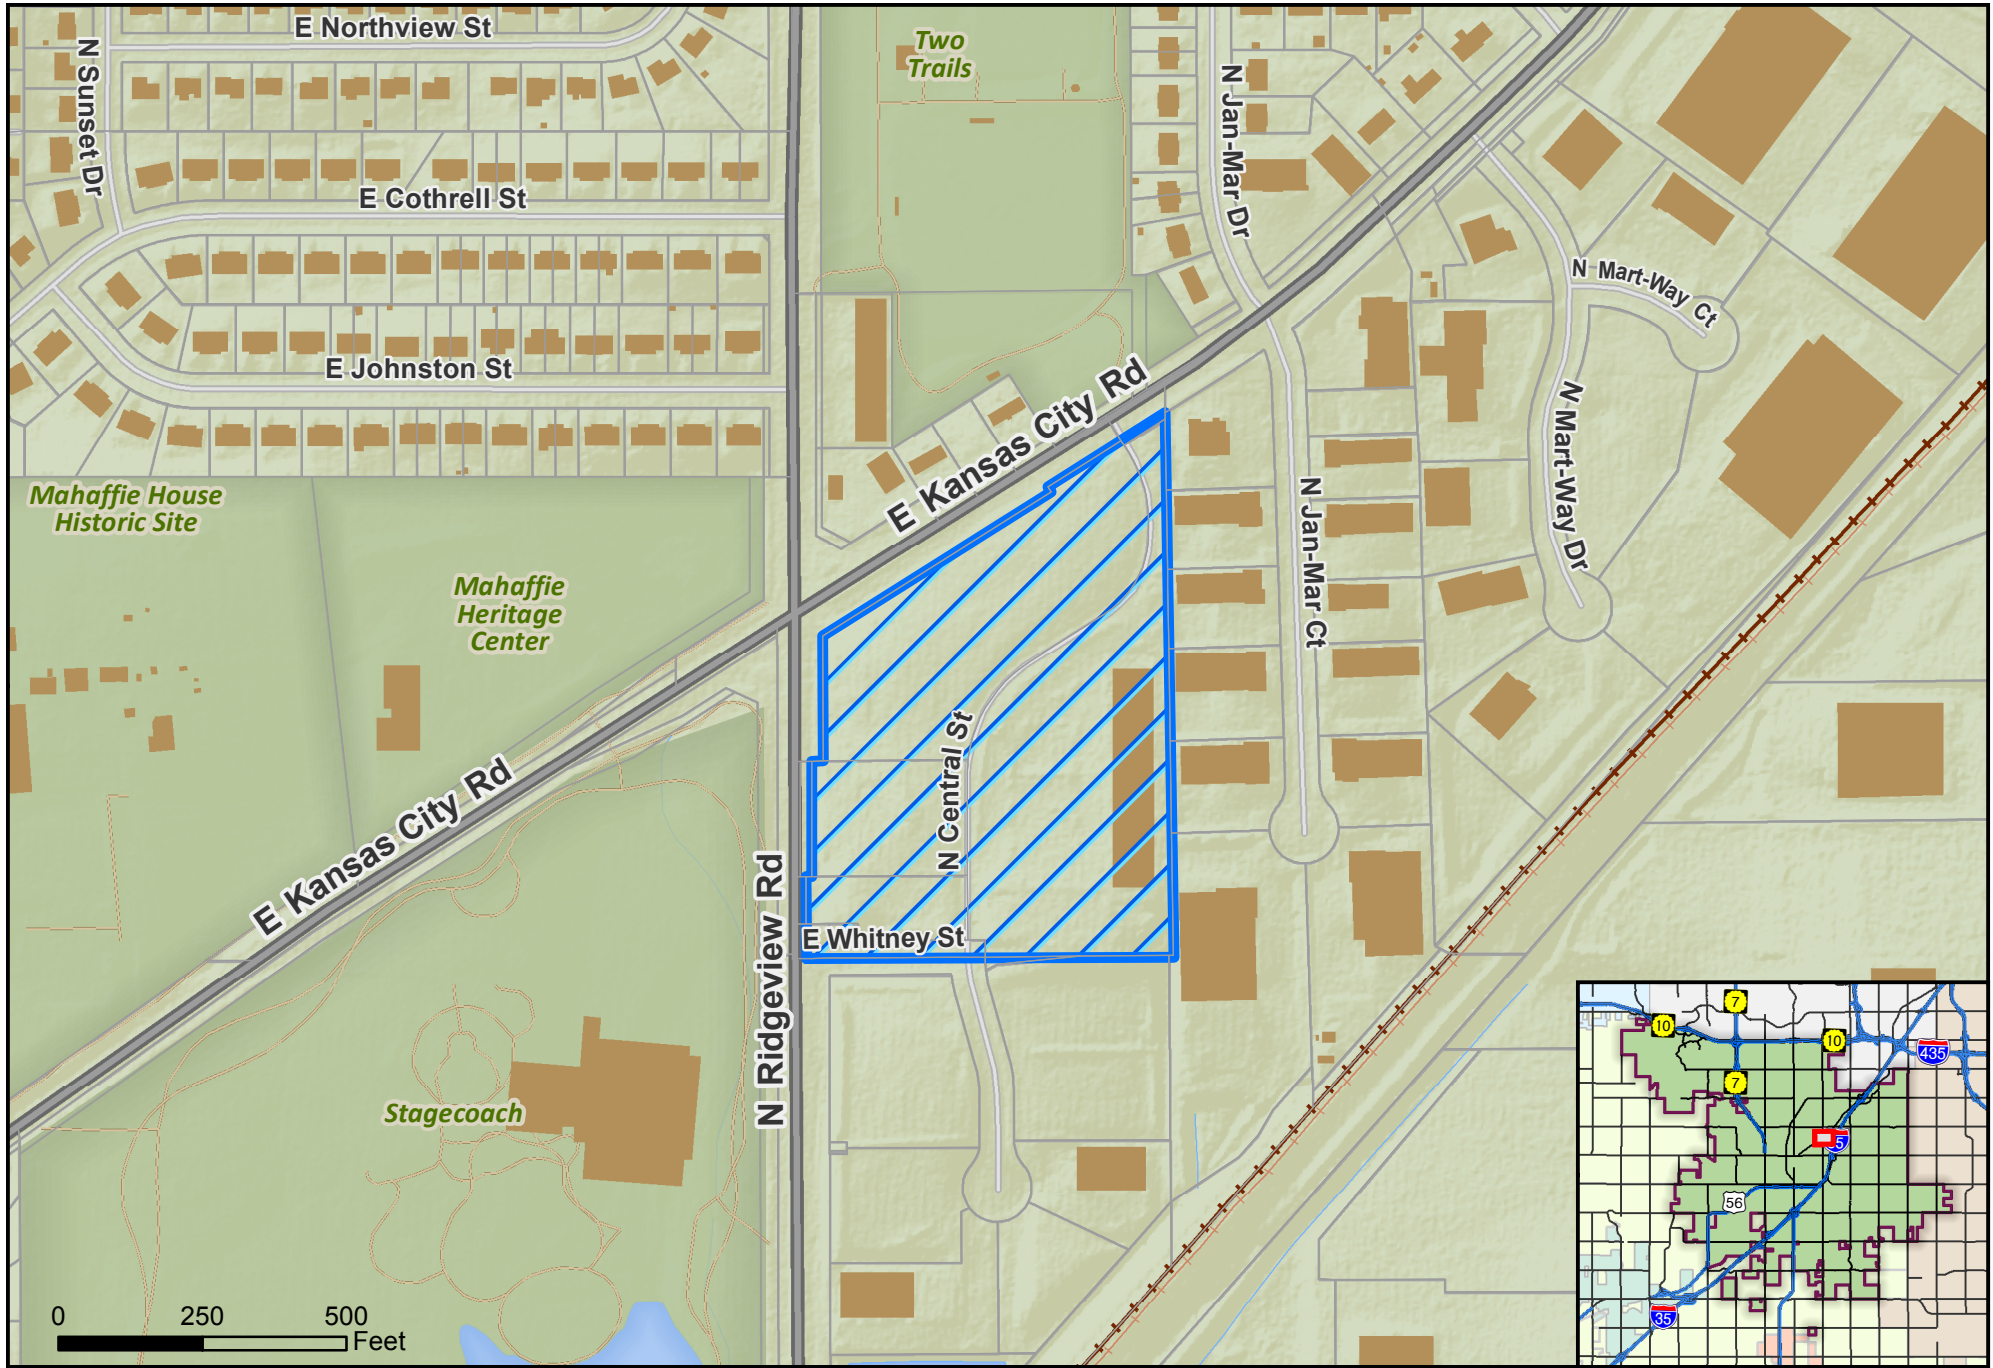 E Northview St
N Sunset Dr
Two
Trails
N Jan-Mar Dr
E Cothrell St
N Mart-Way Ct
E Johnston St
E Kansas City Rd
N Mart-Way Dr
Mahaffie House
Historic Site
N Jan-Mar Ct
Mahaffie
Heritage
Center
N Central St
E Kansas City Rd
N Ridgeview Rd
E Whitney St
Stagecoach
7
10
10
435
7
5
56
35
0 250 500
Feet